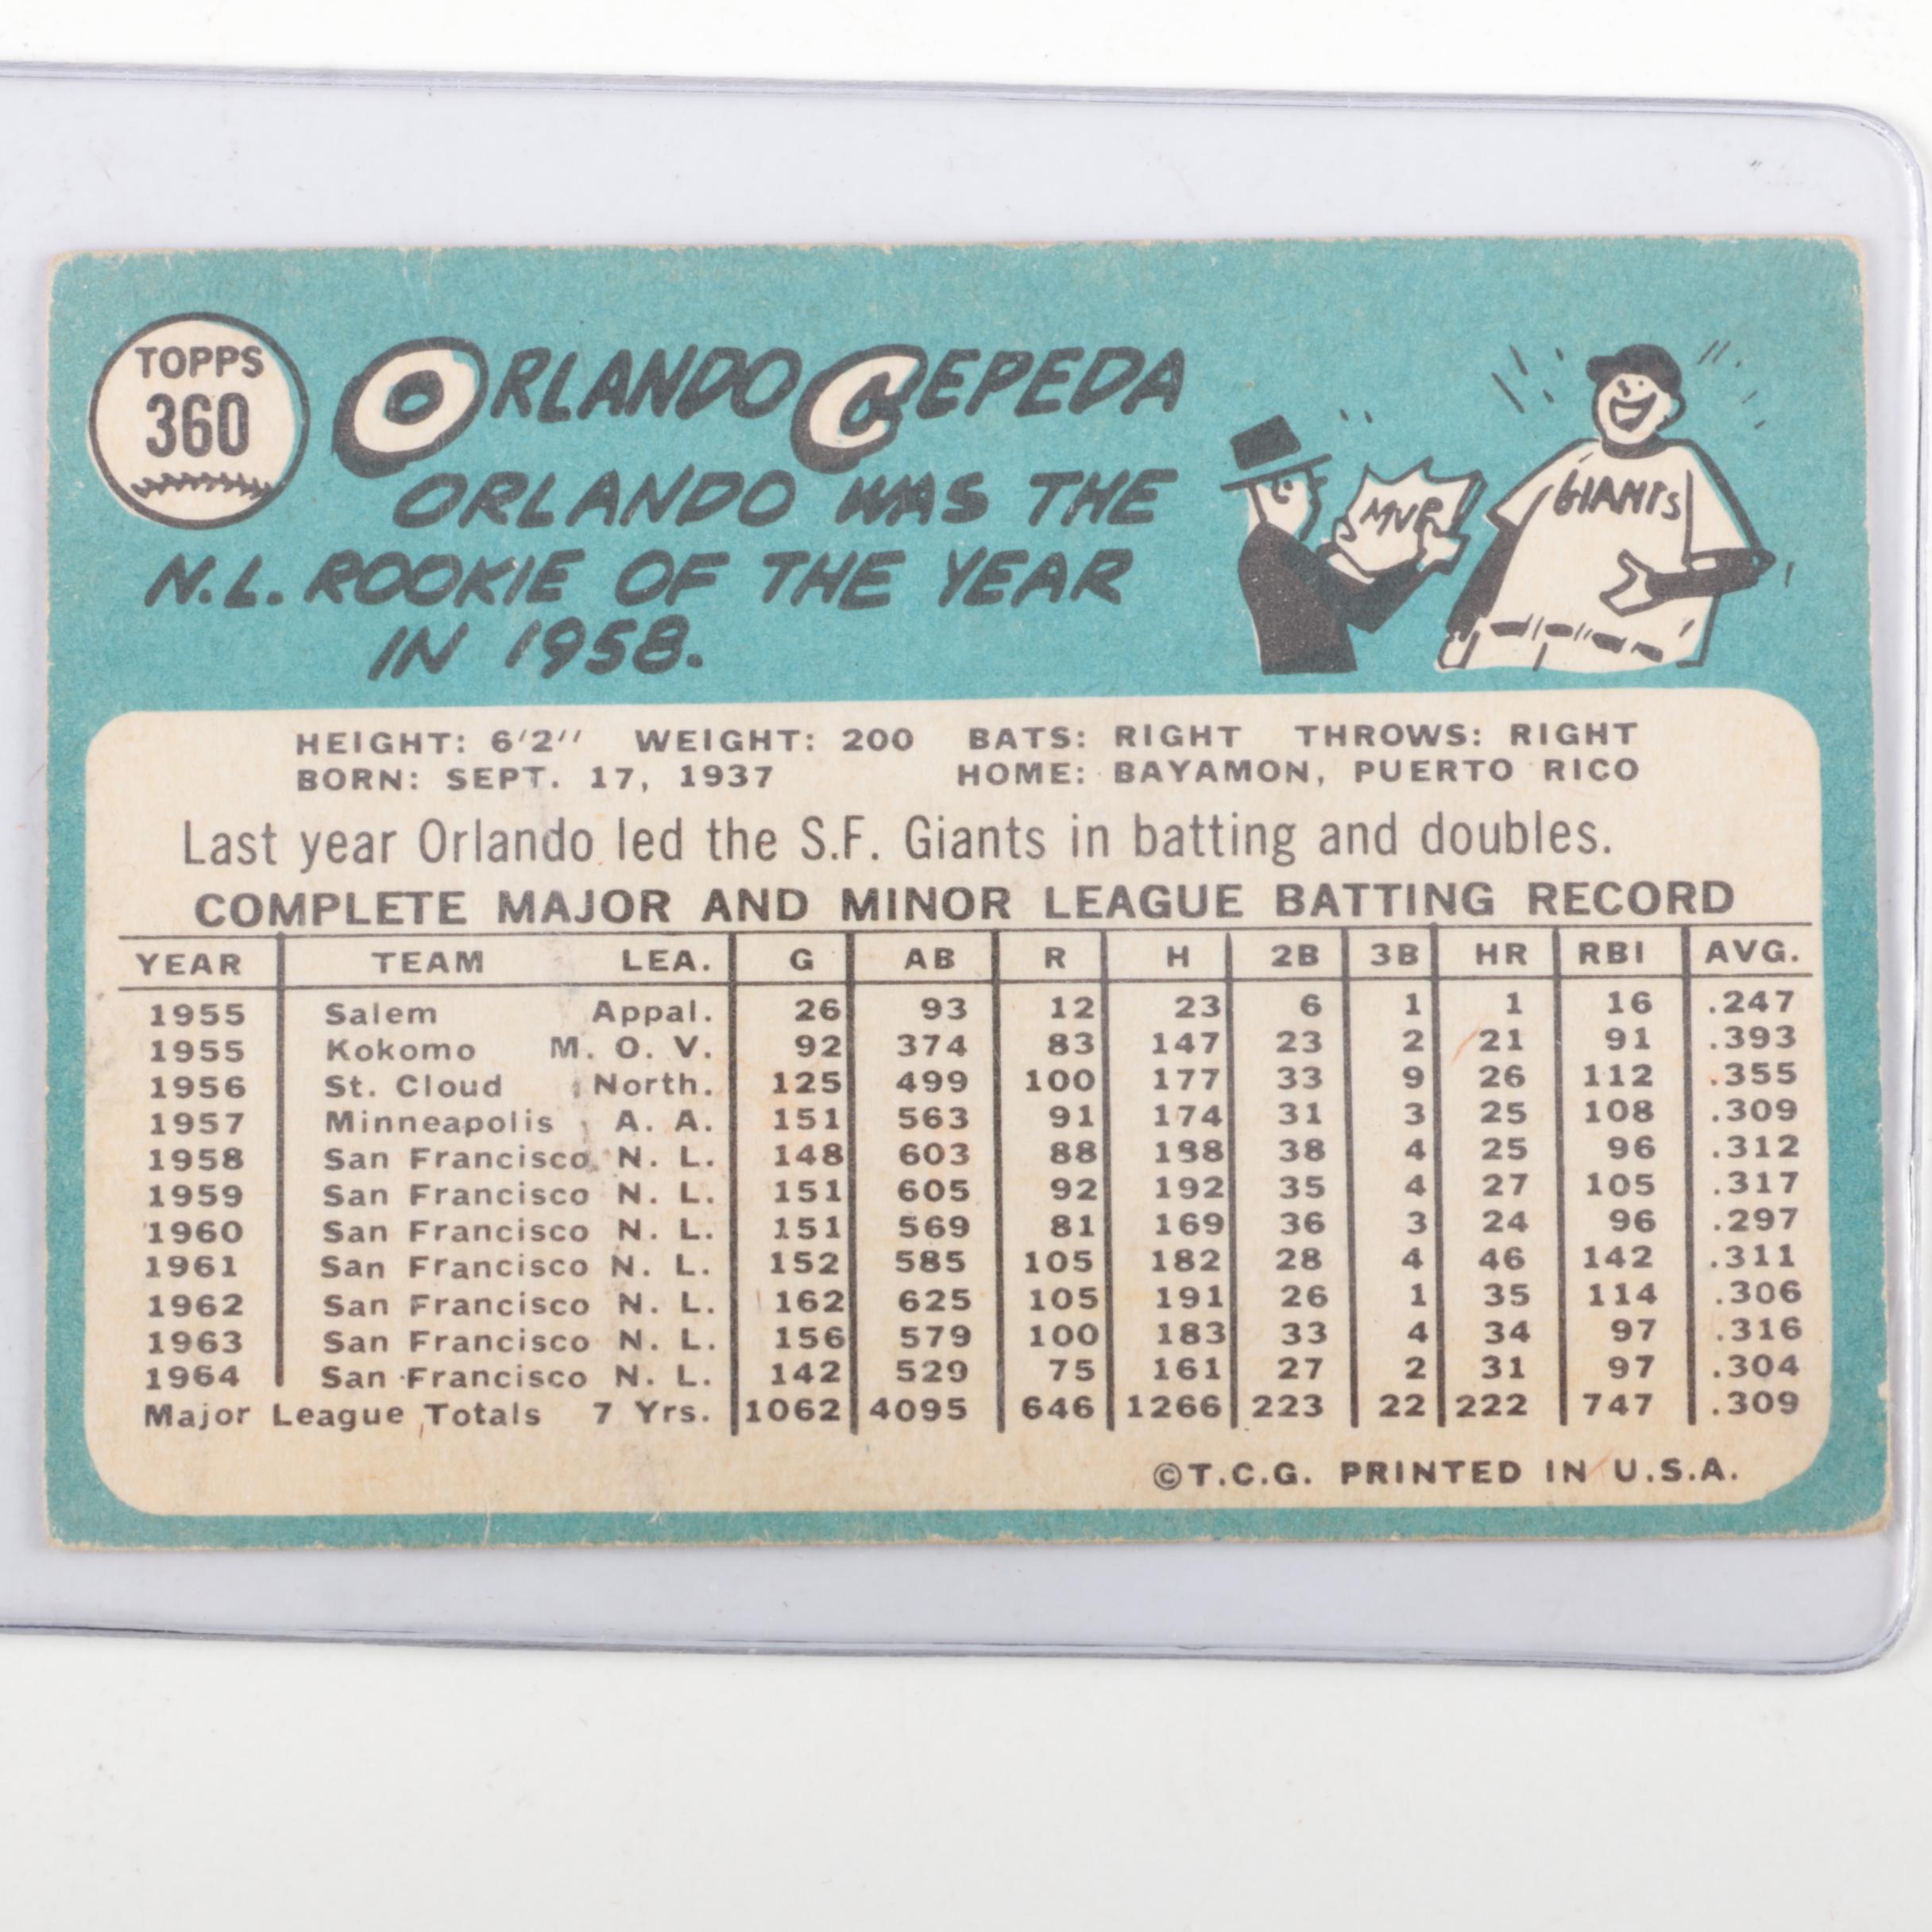 TOPPS
360
ORLANDO CEPEDA
ORLANDO WAS THE
N.L. ROOKIE OF THE YEAR
IN 1958.
MVP
GIANTS
HEIGHT: 6'2" WEIGHT: 200 BATS: RIGHT THROWS: RIGHT
BORN: SEPT. 17, 1937 HOME: BAYAMON, PUERTO RICO
Last year Orlando led the S.F. Giants in batting and doubles.
COMPLETE MAJOR AND MINOR LEAGUE BATTING RECORD
YEAR TEAM LEA. G AB R H 2B 3B HR RBI AVG.
1955 Salem Appal. 26 93 12 23 6 1 1 16 .247
1955 Kokomo M. O. V. 92 374 83 147 23 2 21 91 .393
1956 St. Cloud North. 125 499 100 177 33 9 26 112 .355
1957 Minneapolis A. A. 151 563 91 174 31 3 25 108 .309
1958 San Francisco N. L. 148 603 88 188 38 4 25 96 .312
1959 San Francisco N. L. 151 605 92 192 35 4 27 105 .317
1960 San Francisco N. L. 151 569 81 169 36 3 24 96 .297
1961 San Francisco N. L. 152 585 105 182 28 4 46 142 .311
1962 San Francisco N. L. 162 625 105 191 26 1 35 114 .306
1963 San Francisco N. L. 156 579 100 183 33 4 34 97 .316
1964 San Francisco N. L. 142 529 75 161 27 2 31 97 .304
Major League Totals 7 Yrs. 1062 4095 646 1266 223 22 222 747 .309
©T.C.G. PRINTED IN U.S.A.